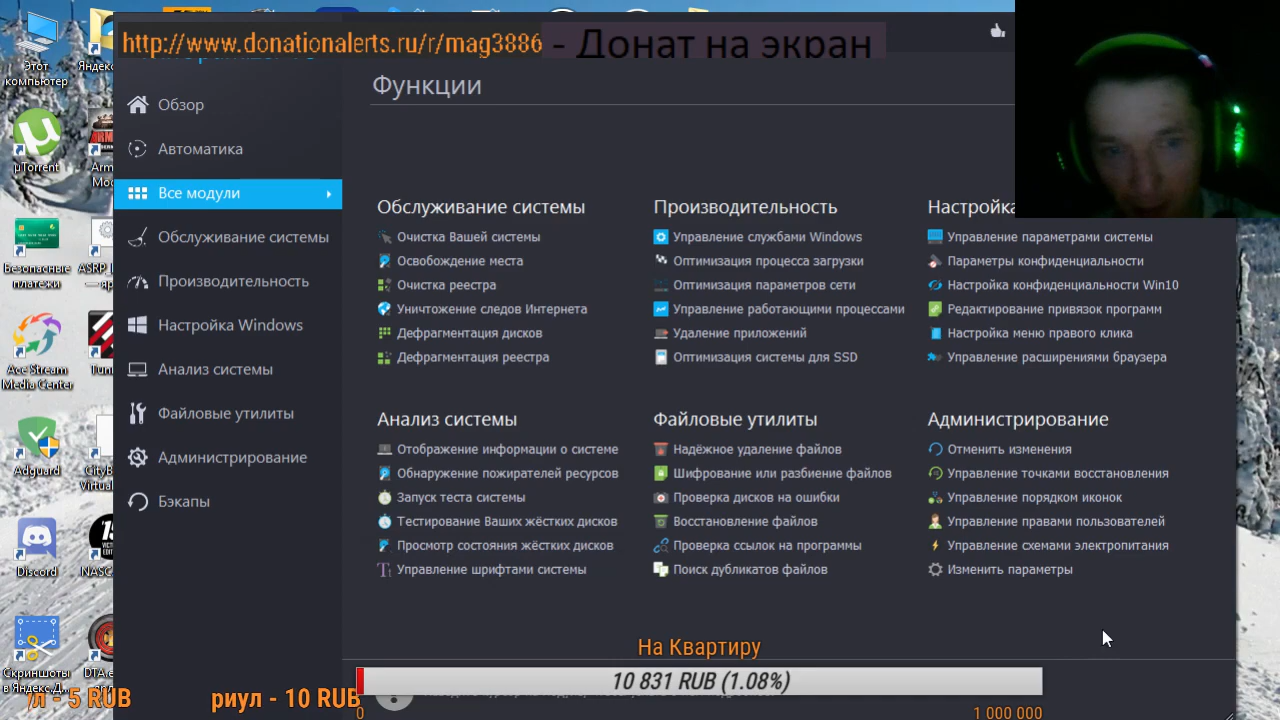 http://www.donationalerts.ru/r/mag3886 - Донат на экран
Этот
компьютер
µTorrent
Безопасные
платежи
Ace Stream
Media Center
Adguard
Discord
Скриншоты
в Яндекс.Д...
Обзор
Автоматика
Все модули
Обслуживание системы
Производительность
Настройка Windows
Анализ системы
Файловые утилиты
Администрирование
Бэкапы
Функции
Обслуживание системы
Очистка Вашей системы
Освобождение места
Очистка реестра
Уничтожение следов Интернета
Дефрагментация дисков
Дефрагментация реестра
Производительность
Управление службами Windows
Оптимизация процесса загрузки
Оптимизация параметров сети
Управление работающими процессами
Удаление приложений
Оптимизация системы для SSD
Настройка
Управление параметрами системы
Параметры конфиденциальности
Настройка конфиденциальности Win10
Редактирование привязок программ
Настройка меню правого клика
Управление расширениями браузера
Анализ системы
Отображение информации о системе
Обнаружение пожирателей ресурсов
Запуск теста системы
Тестирование Ваших жёстких дисков
Просмотр состояния жёстких дисков
Управление шрифтами системы
Файловые утилиты
Надёжное удаление файлов
Шифрование или разбиение файлов
Проверка дисков на ошибки
Восстановление файлов
Проверка ссылок на программы
Поиск дубликатов файлов
Администрирование
Отменить изменения
Управление точками восстановления
Управление порядком иконок
Управление правами пользователей
Управление схемами электропитания
Изменить параметры
На Квартиру
10 831 RUB (1.08%)
0
1 000 000
л - 5 RUB
риул - 10 RUB